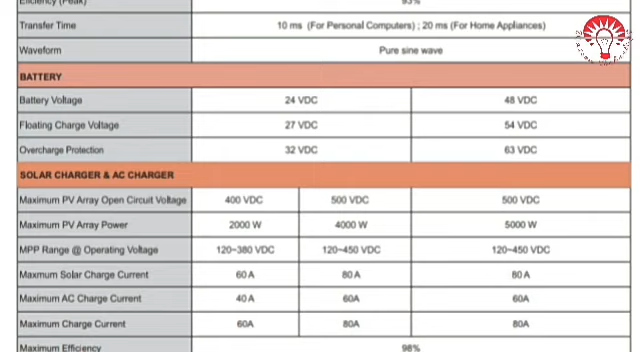 Efficiency (Peak) 93%
Transfer Time 10 ms (For Personal Computers) ; 20 ms (For Home Appliances)
Waveform Pure sine wave
BATTERY
Battery Voltage 24 VDC 48 VDC
Floating Charge Voltage 27 VDC 54 VDC
Overcharge Protection 32 VDC 63 VDC
SOLAR CHARGER & AC CHARGER
Maximum PV Array Open Circuit Voltage 400 VDC 500 VDC 500 VDC
Maximum PV Array Power 2000 W 4000 W 5000 W
MPP Range @ Operating Voltage 120~380 VDC 120~450 VDC 120~450 VDC
Maxmum Solar Charge Current 60 A 80 A 80 A
Maximum AC Charge Current 40 A 60A 60A
Maximum Charge Current 60A 80A 80A
Maximum Efficiency 98%